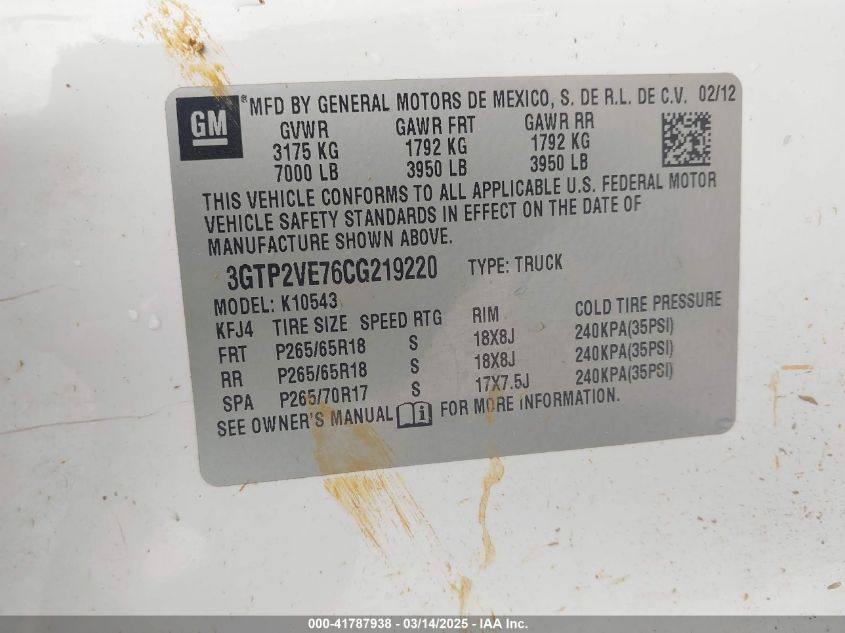 GM ® MFD BY GENERAL MOTORS DE MEXICO, S. DE R.L. DE C.V. 02/12
GVWR GAWR FRT GAWR RR
3175 KG 1792 KG 1792 KG
7000 LB 3950 LB 3950 LB
THIS VEHICLE CONFORMS TO ALL APPLICABLE U.S. FEDERAL MOTOR
VEHICLE SAFETY STANDARDS IN EFFECT ON THE DATE OF
MANUFACTURE SHOWN ABOVE.
3GTP2VE76CG219220 TYPE: TRUCK
MODEL: K10543
KFJ4 TIRE SIZE SPEED RTG RIM COLD TIRE PRESSURE
FRT P265/65R18 S 18X8J 240KPA(35PSI)
RR P265/65R18 S 18X8J 240KPA(35PSI)
SPA P265/70R17 S 17X7.5J 240KPA(35PSI)
SEE OWNER'S MANUAL i FOR MORE INFORMATION.
000-41787938 - 03/14/2025 - IAA Inc.